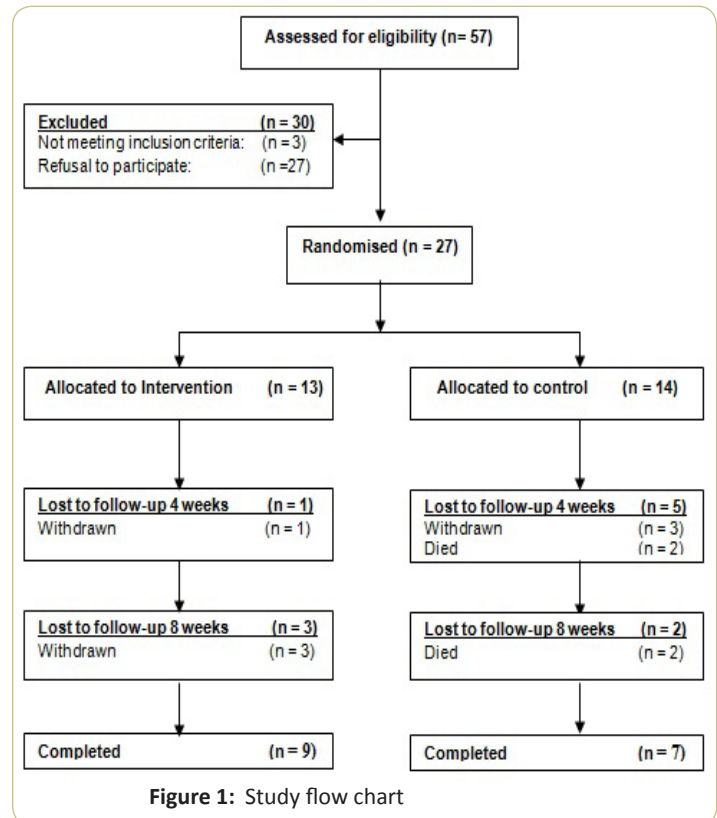 Assessed for eligibility (n= 57)
Excluded (n = 30)
Not meeting inclusion criteria: (n = 3)
Refusal to participate: (n =27)
Randomised (n = 27)
Allocated to Intervention (n = 13)
Allocated to control (n = 14)
Lost to follow-up 4 weeks (n = 1)
Withdrawn (n = 1)
Lost to follow-up 4 weeks (n = 5)
Withdrawn (n = 3)
Died (n = 2)
Lost to follow-up 8 weeks (n = 3)
Withdrawn (n = 3)
Lost to follow-up 8 weeks (n = 2)
Died (n = 2)
Completed (n = 9)
Completed (n = 7)
Figure 1: Study flow chart